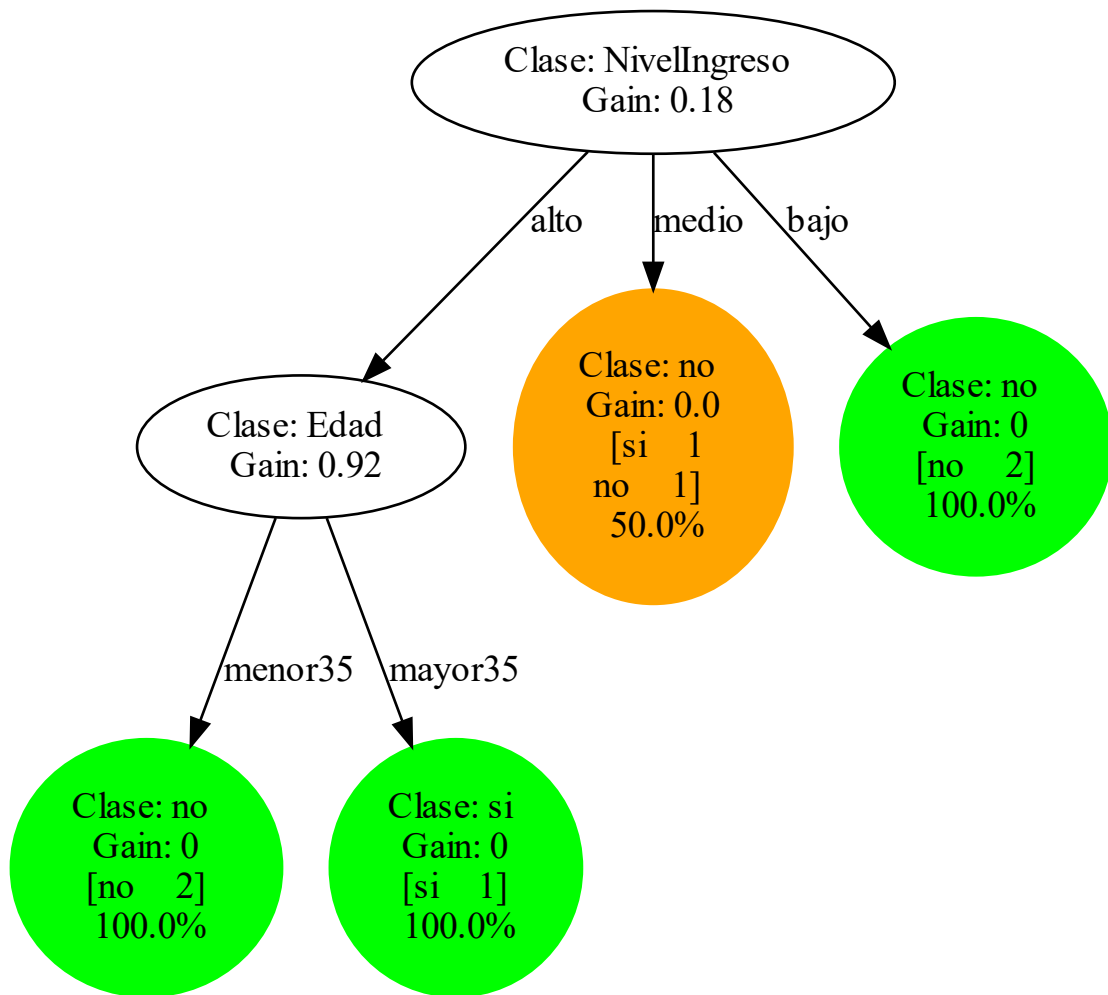 Clase: NivelIngreso
Gain: 0.18
alto
medio
bajo
Clase: Edad
Gain: 0.92
Clase: no
Gain: 0.0
[si 1
no 1]
50.0%
Clase: no
Gain: 0
[no 2]
100.0%
menor35
mayor35
Clase: no
Gain: 0
[no 2]
100.0%
Clase: si
Gain: 0
[si 1]
100.0%